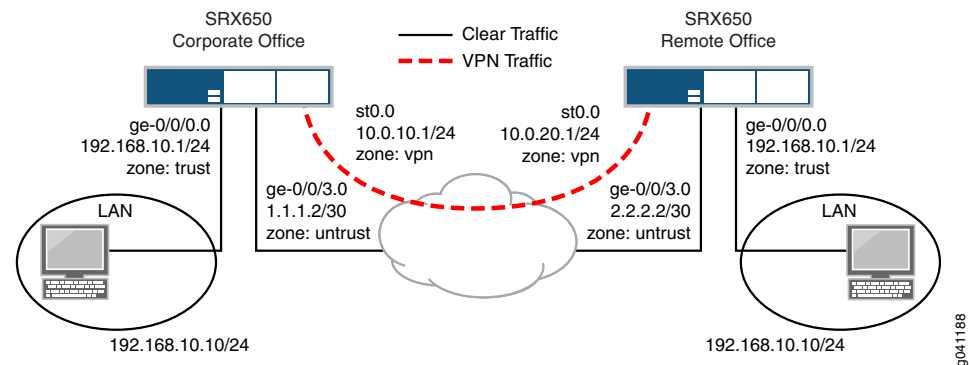 SRX650
Corporate Office
Clear Traffic
VPN Traffic
SRX650
Remote Office
ge-0/0/0.0
192.168.10.1/24
zone: trust
st0.0
10.0.10.1/24
zone: vpn
st0.0
10.0.20.1/24
zone: vpn
ge-0/0/0.0
192.168.10.1/24
zone: trust
ge-0/0/3.0
1.1.1.2/30
zone: untrust
ge-0/0/3.0
2.2.2.2/30
zone: untrust
LAN
LAN
192.168.10.10/24
192.168.10.10/24
g041188